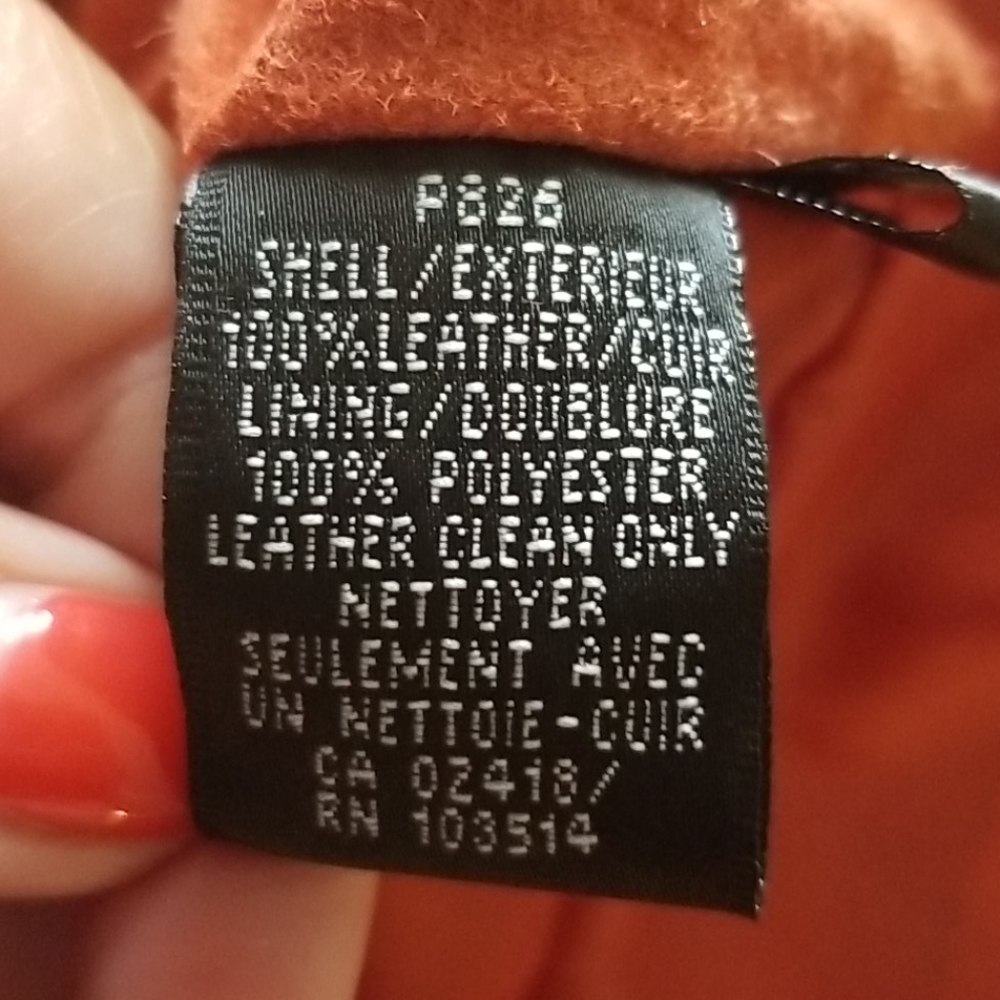 P826
SHELL/EXTERIEUR
100%LEATHER/CUIR
LINING/DOUBLURE
100% POLYESTER
LEATHER CLEAN ONLY
NETTOYER
SEULEMENT AVEC
UN NETTOIE-CUIR
CA 02418/
RN 103514